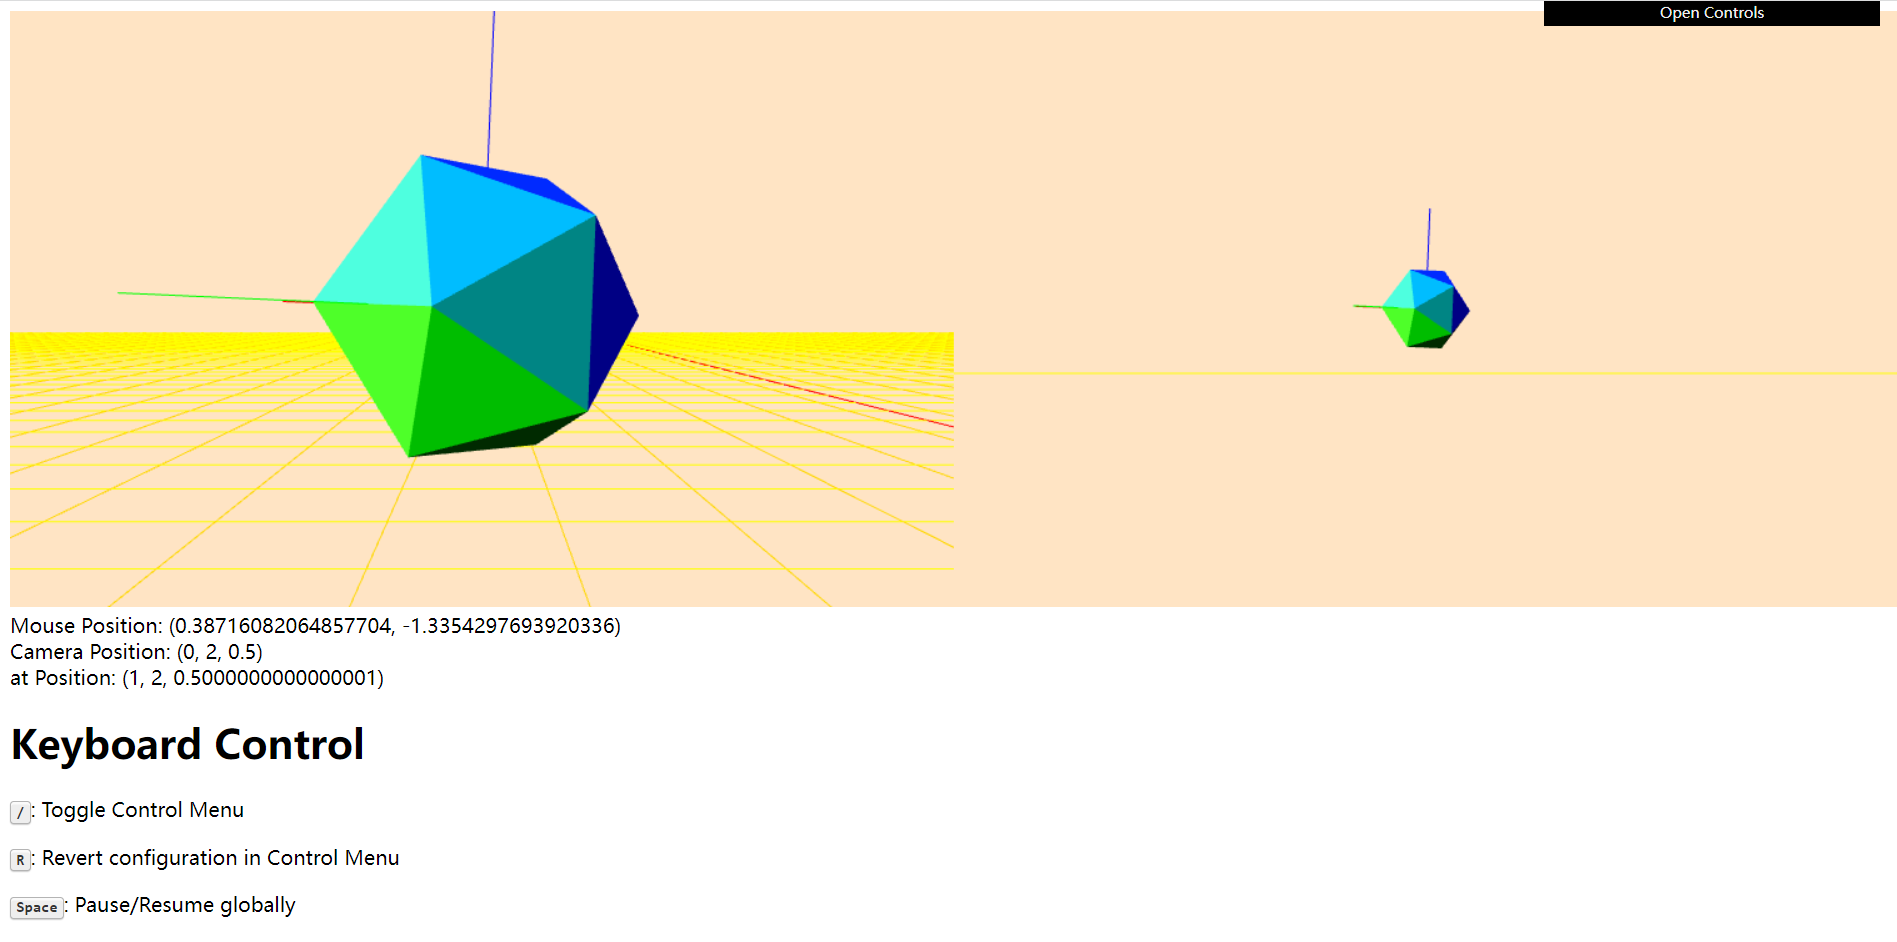 Open Controls
Mouse Position: (0.38716082064857704, -1.3354297693920336)
Camera Position: (0, 2, 0.5)
at Position: (1, 2, 0.5000000000000001)
Keyboard Control
/: Toggle Control Menu
R: Revert configuration in Control Menu
Space: Pause/Resume globally